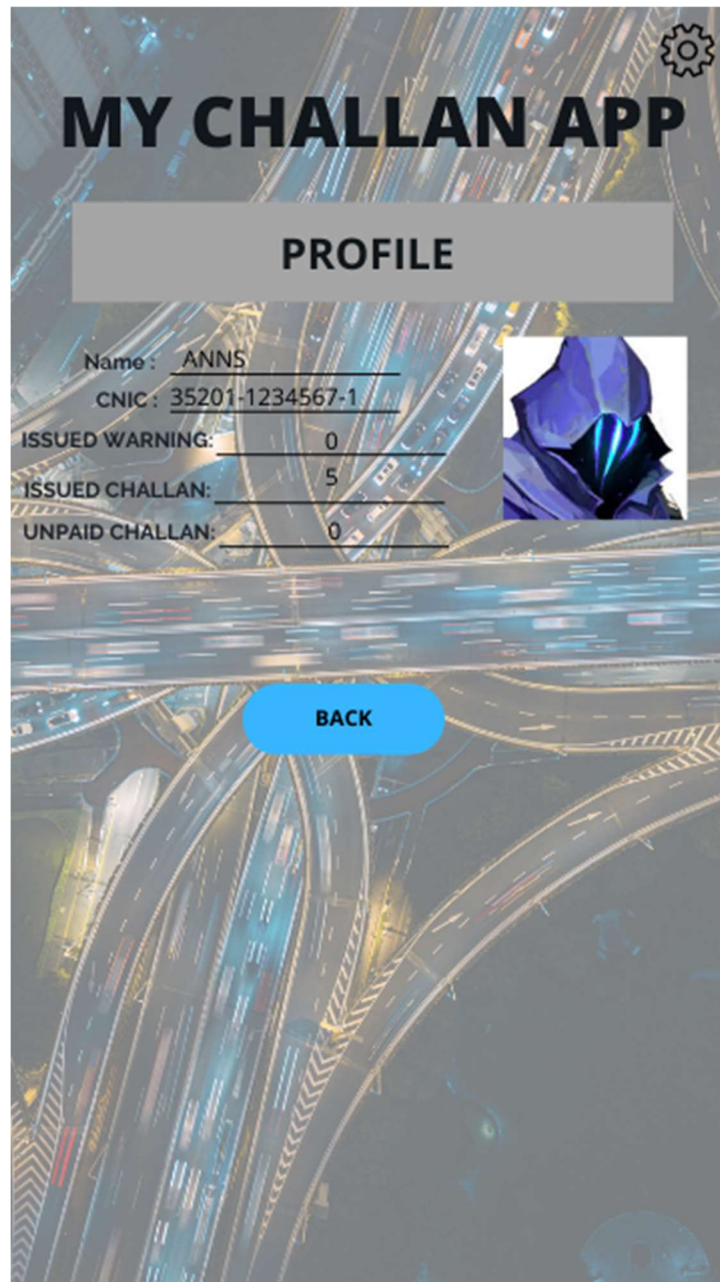 MY CHALLAN APP
PROFILE
Name : ANNS
CNIC : 35201-1234567-1
ISSUED WARNING: 0
ISSUED CHALLAN: 5
UNPAID CHALLAN: 0
BACK